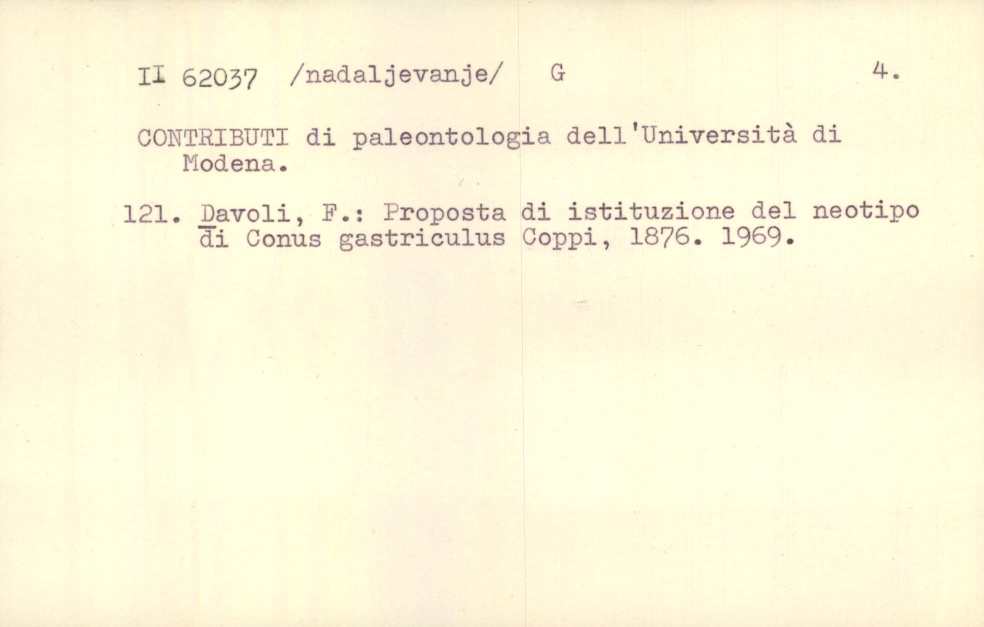 II 62037 /nadaljevanje/ G 4.
CONTRIBUTI di paleontologia dell'Università di
Modena.
121. Davoli, F.: Proposta di istituzione del neotipo
di Conus gastriculus Coppi, 1876. 1969.